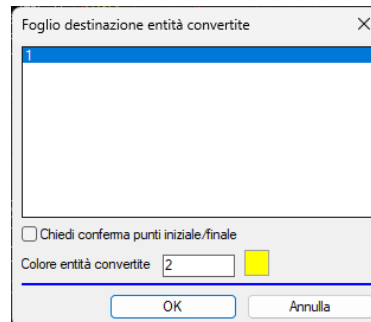 Foglio destinazione entità convertite
1
Chiedi conferma punti iniziale/finale
Colore entità convertite 2
OK Annulla